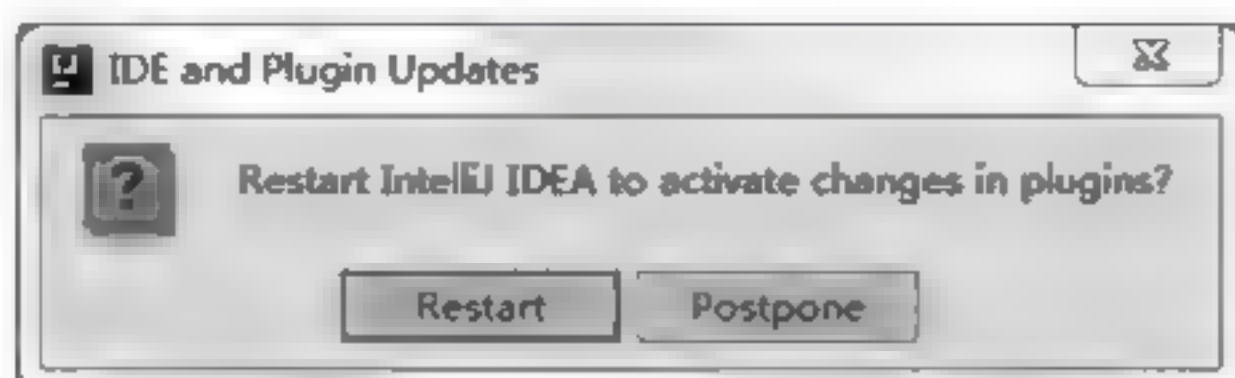 IDE and Plugin Updates
Restart IntelliJ IDEA to activate changes in plugins?
Restart Postpone